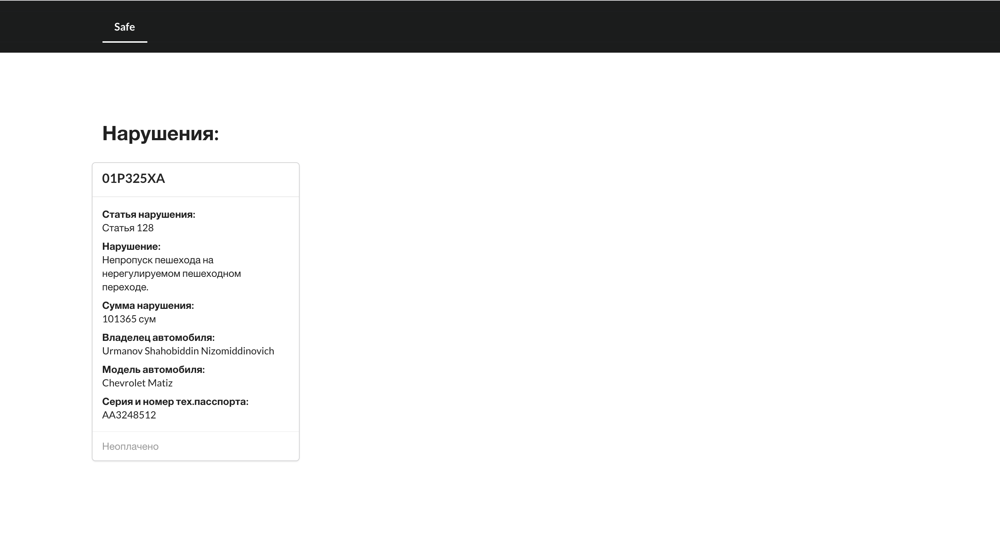 Safe
Нарушения:
01P325XA
Статья нарушения:
Статья 128
Нарушение:
Непропуск пешехода на
нерегулируемом пешеходном
переходе.
Сумма нарушения:
101365 сум
Владелец автомобиля:
Urmanov Shahobiddin Nizomiddinovich
Модель автомобиля:
Chevrolet Matiz
Серия и номер тех.пасспорта:
AA3248512
Неоплачено